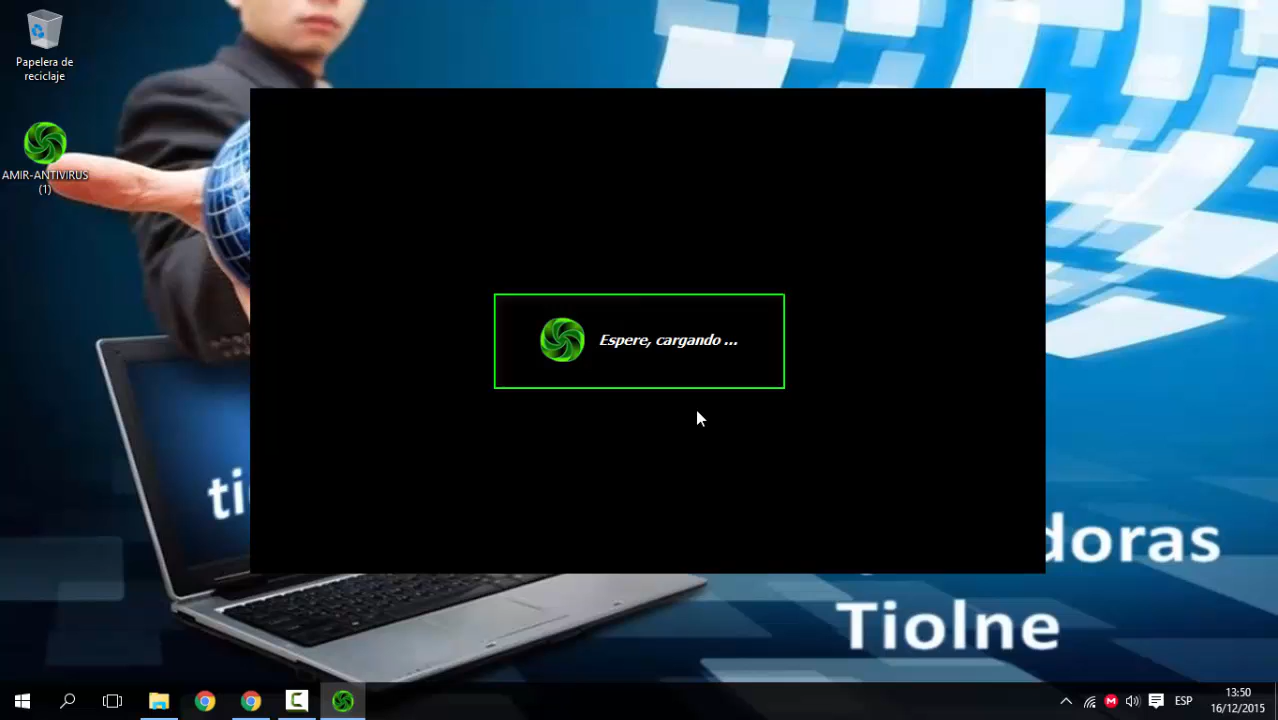 Papelera de
reciclaje
AMIR-ANTIVIRUS
(1)
Espere, cargando ...
ti
doras
Tiolne
ESP
13:50
16/12/2015